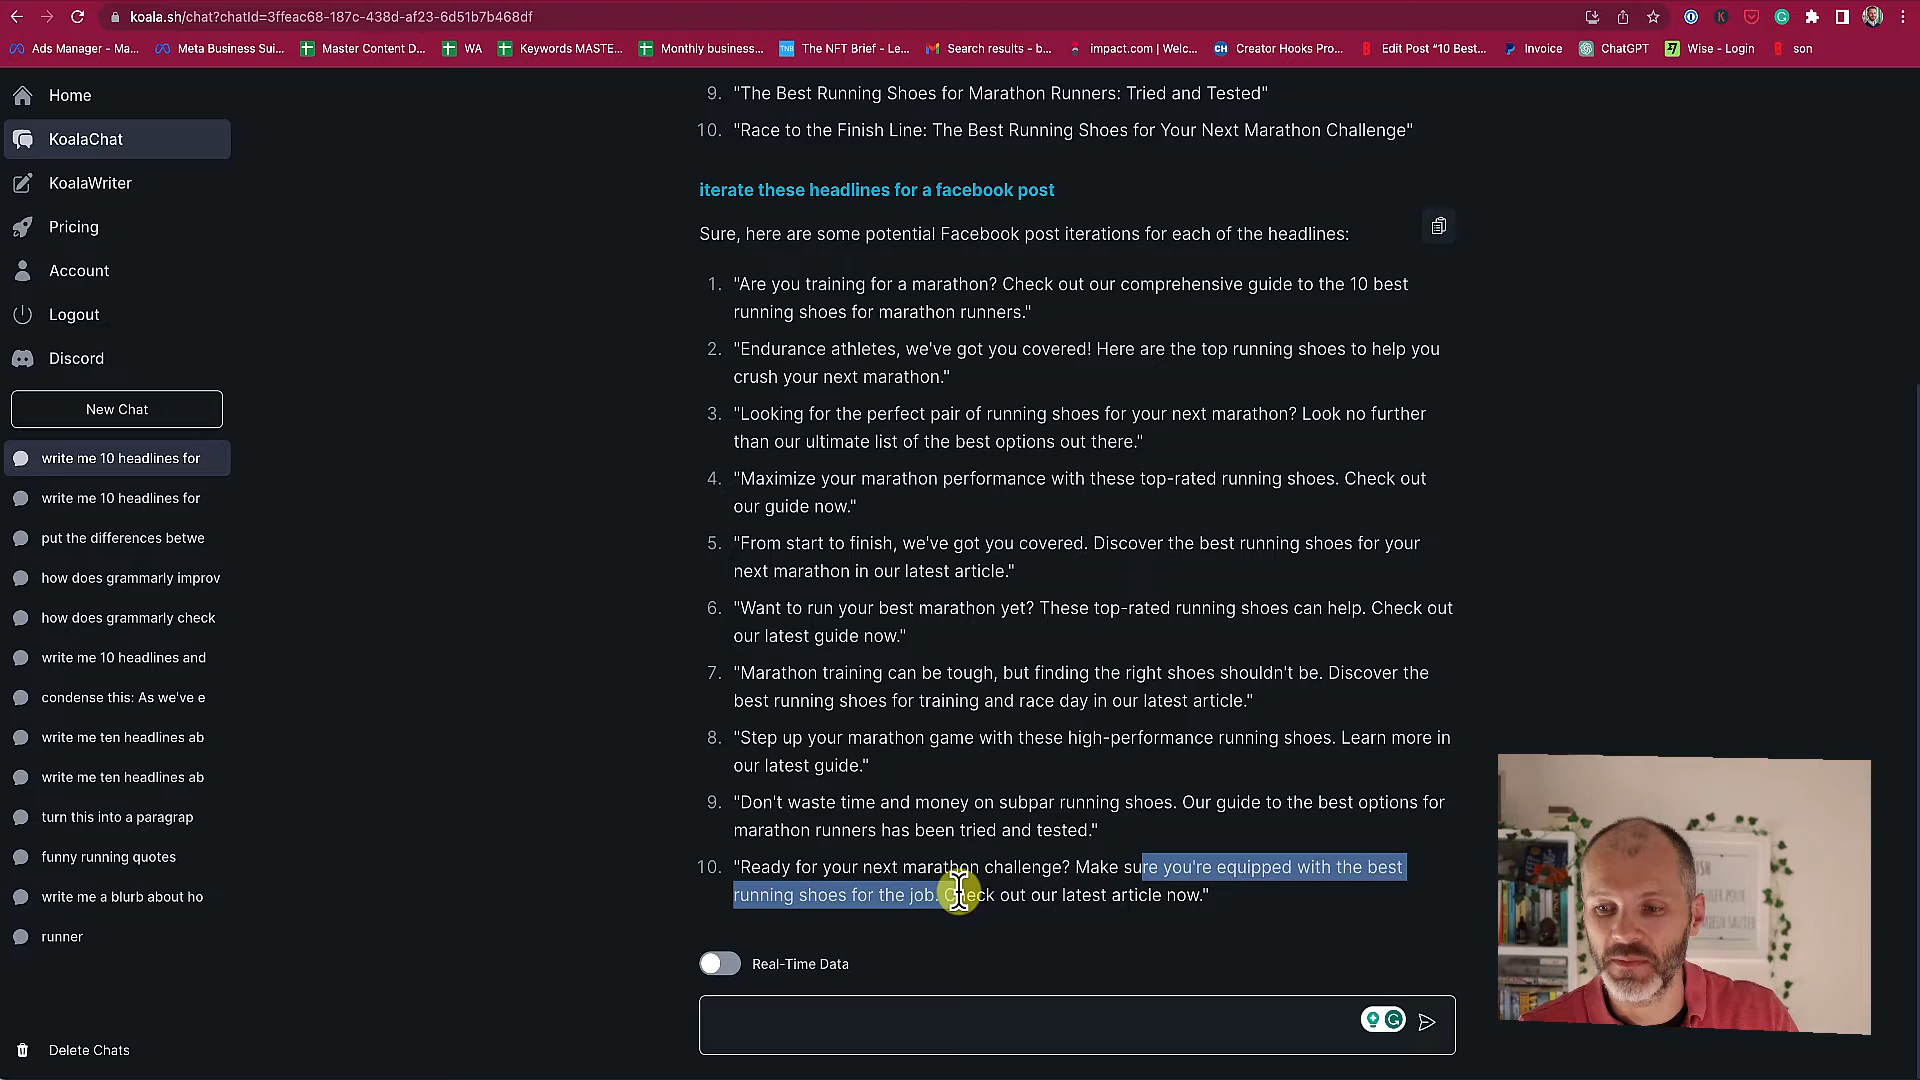 koala.sh/chat?chatId=3ffeac68-187c-438d-af23-6d51b7b468df
Ads Manager - Ma...
Meta Business Sui...
Master Content D...
WA
Keywords MASTE...
Monthly business...
The NFT Brief - Le...
Search results - b...
impact.com | Welc...
Creator Hooks Pro...
Edit Post “10 Best...
Invoice
ChatGPT
Wise - Login
son
Home
KoalaChat
KoalaWriter
Pricing
Account
Logout
Discord
New Chat
write me 10 headlines for
write me 10 headlines for
put the differences betwe
how does grammarly improv
how does grammarly check
write me 10 headlines and
condense this: As we've e
write me ten headlines ab
write me ten headlines ab
turn this into a paragrap
funny running quotes
write me a blurb about ho
runner
Delete Chats
9. "The Best Running Shoes for Marathon Runners: Tried and Tested"
10. "Race to the Finish Line: The Best Running Shoes for Your Next Marathon Challenge"
iterate these headlines for a facebook post
Sure, here are some potential Facebook post iterations for each of the headlines:
1. "Are you training for a marathon? Check out our comprehensive guide to the 10 best
running shoes for marathon runners."
2. "Endurance athletes, we've got you covered! Here are the top running shoes to help you
crush your next marathon."
3. "Looking for the perfect pair of running shoes for your next marathon? Look no further
than our ultimate list of the best options out there."
4. "Maximize your marathon performance with these top-rated running shoes. Check out
our guide now."
5. "From start to finish, we've got you covered. Discover the best running shoes for your
next marathon in our latest article."
6. "Want to run your best marathon yet? These top-rated running shoes can help. Check out
our latest guide now."
7. "Marathon training can be tough, but finding the right shoes shouldn't be. Discover the
best running shoes for training and race day in our latest article."
8. "Step up your marathon game with these high-performance running shoes. Learn more in
our latest guide."
9. "Don't waste time and money on subpar running shoes. Our guide to the best options for
marathon runners has been tried and tested."
10. "Ready for your next marathon challenge? Make sure you're equipped with the best
running shoes for the job. Check out our latest article now."
Real-Time Data